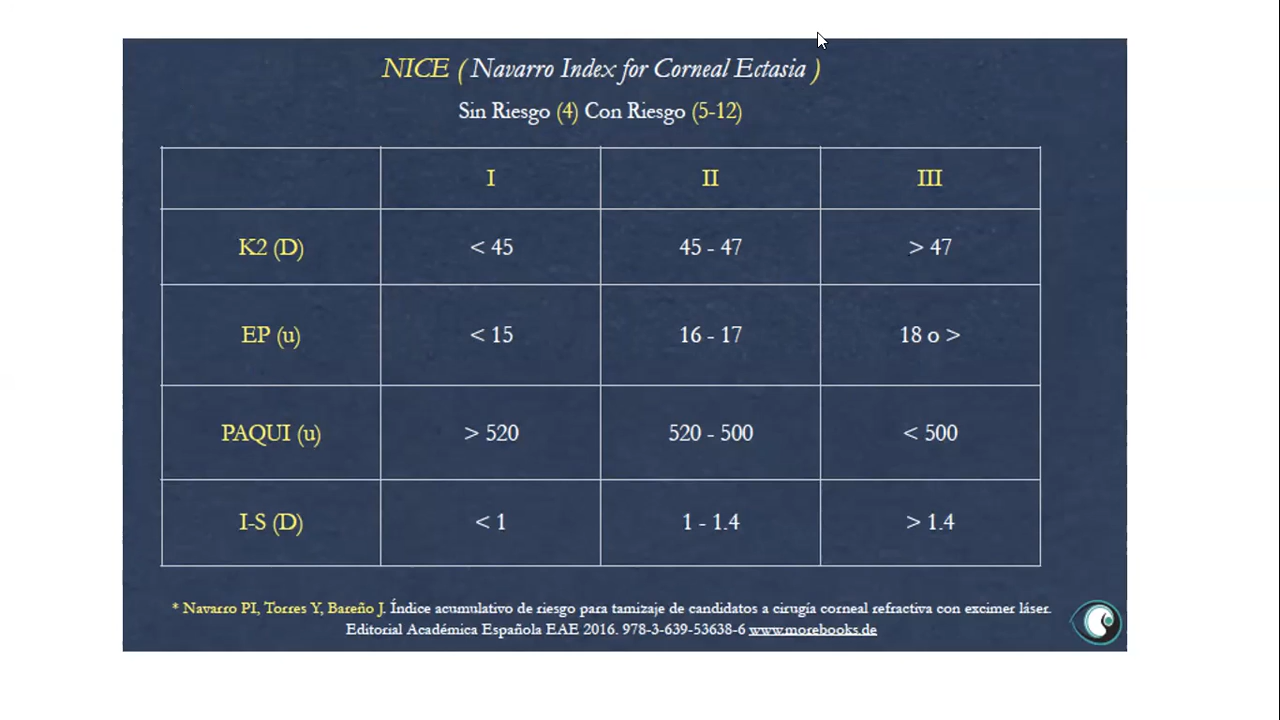 NICE ( Navarro Index for Corneal Ectasia )
Sin Riesgo (4) Con Riesgo (5-12)
I II III
K2 (D) < 45 45 - 47 > 47
EP (u) < 15 16 - 17 18 o >
PAQUI (u) > 520 520 - 500 < 500
I-S (D) < 1 1 - 1.4 > 1.4
* Navarro PI, Torres Y, Bareño J. Índice acumulativo de riesgo para tamizaje de candidatos a cirugía corneal refractiva con excimer láser.
Editorial Académica Española EAE 2016. 978-3-639-53638-6 www.morebooks.de